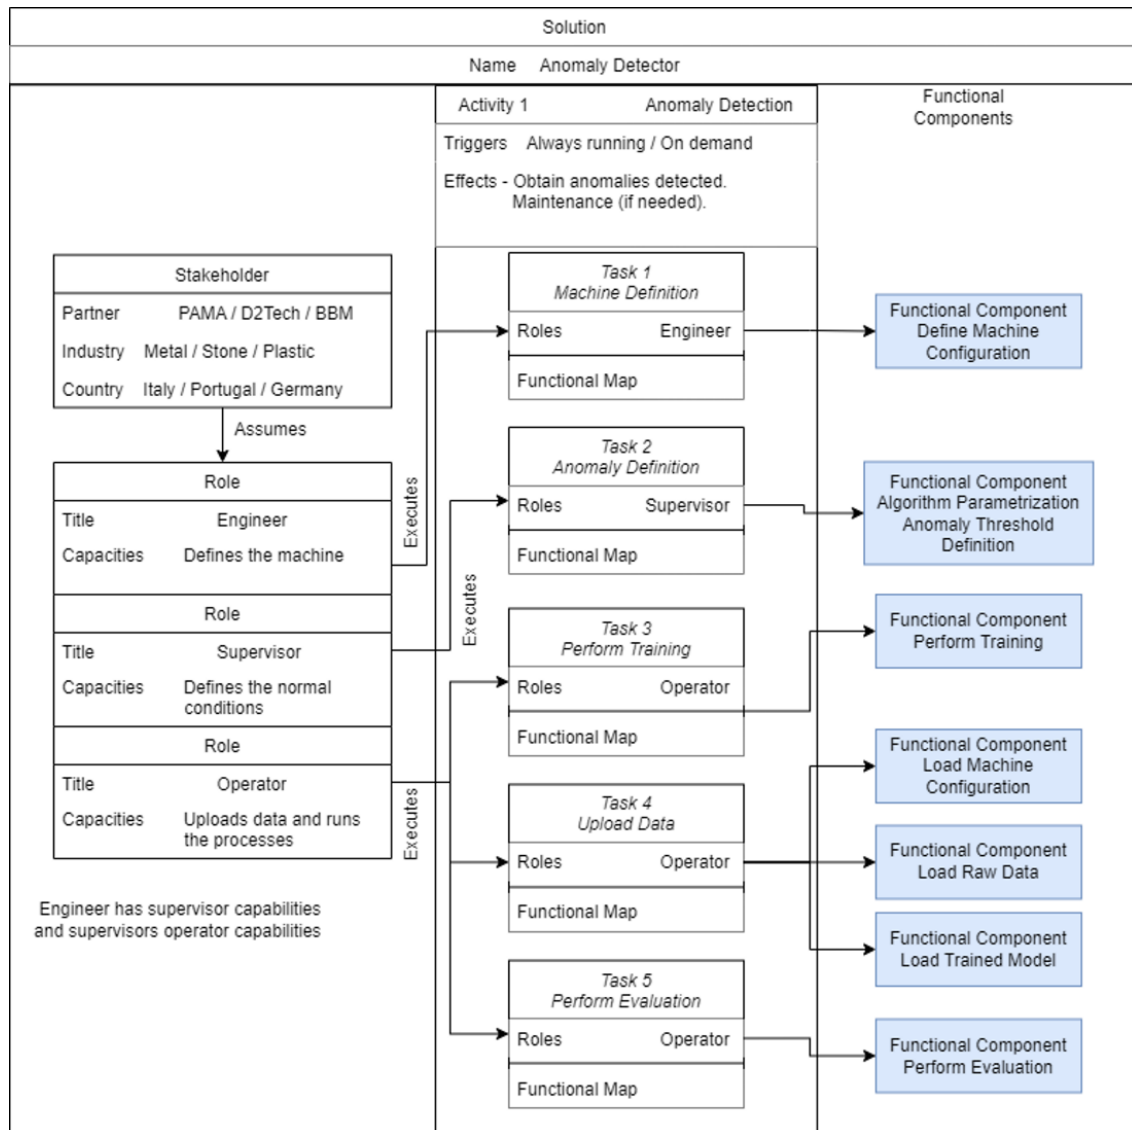 Solution
Name Anomaly Detector
Activity 1 Anomaly Detection
Triggers Always running / On demand
Effects - Obtain anomalies detected.
Maintenance (if needed).
Functional
Components
Stakeholder
Partner PAMA / D2Tech / BBM
Industry Metal / Stone / Plastic
Country Italy / Portugal / Germany
Assumes
Role
Title Engineer
Capacities Defines the machine
Role
Title Supervisor
Capacities Defines the normal
conditions
Role
Title Operator
Capacities Uploads data and runs
the processes
Engineer has supervisor capabilities
and supervisors operator capabilities
Executes
Executes
Executes
Task 1
Machine Definition
Roles Engineer
Functional Map
Task 2
Anomaly Definition
Roles Supervisor
Functional Map
Task 3
Perform Training
Roles Operator
Functional Map
Task 4
Upload Data
Roles Operator
Functional Map
Task 5
Perform Evaluation
Roles Operator
Functional Map
Functional Component
Define Machine
Configuration
Functional Component
Algorithm Parametrization
Anomaly Threshold
Definition
Functional Component
Perform Training
Functional Component
Load Machine
Configuration
Functional Component
Load Raw Data
Functional Component
Load Trained Model
Functional Component
Perform Evaluation